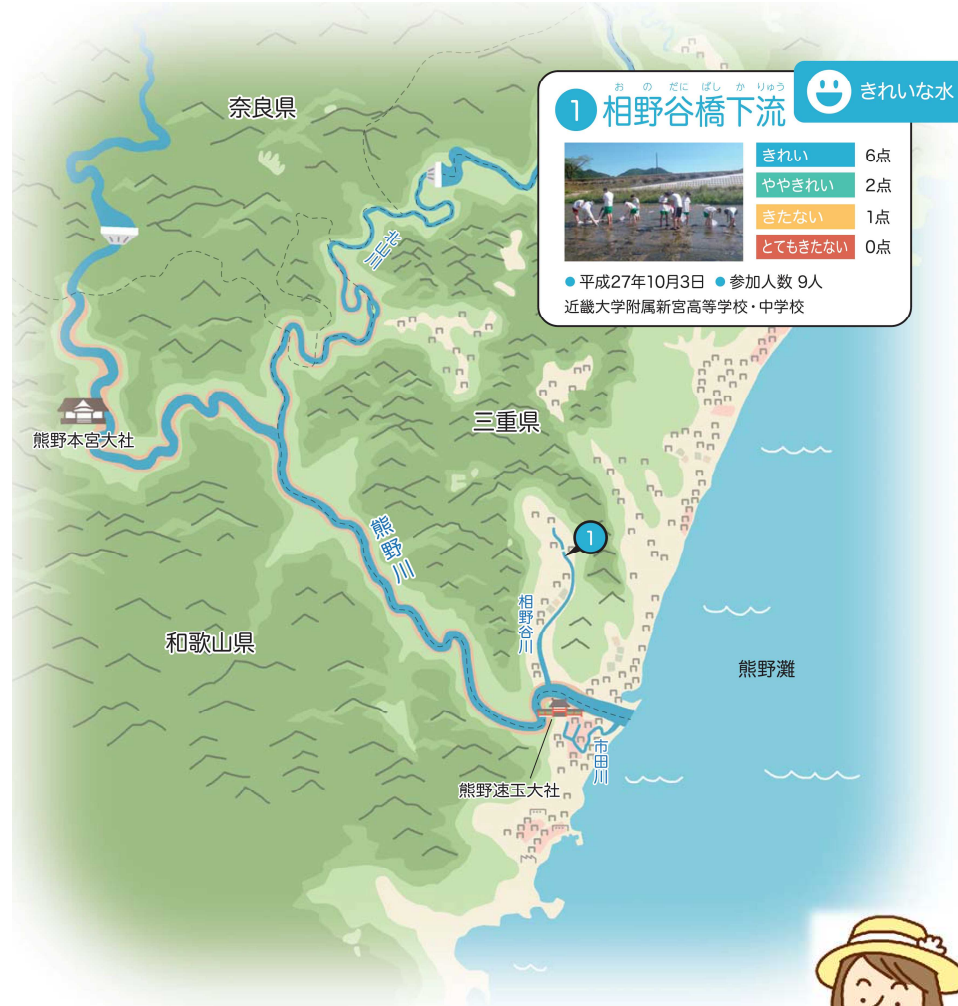 奈良県
1
お の だに ばし か りゅう
相野谷橋下流
きれいな水
きれい 6点
ややきれい 2点
きたない 1点
とてもきたない 0点
● 平成27年10月3日 ● 参加人数 9人
近畿大学附属新宮高等学校・中学校
北山川
三重県
熊野本宮大社
熊野川
1
相野谷川
和歌山県
熊野灘
市田川
熊野速玉大社